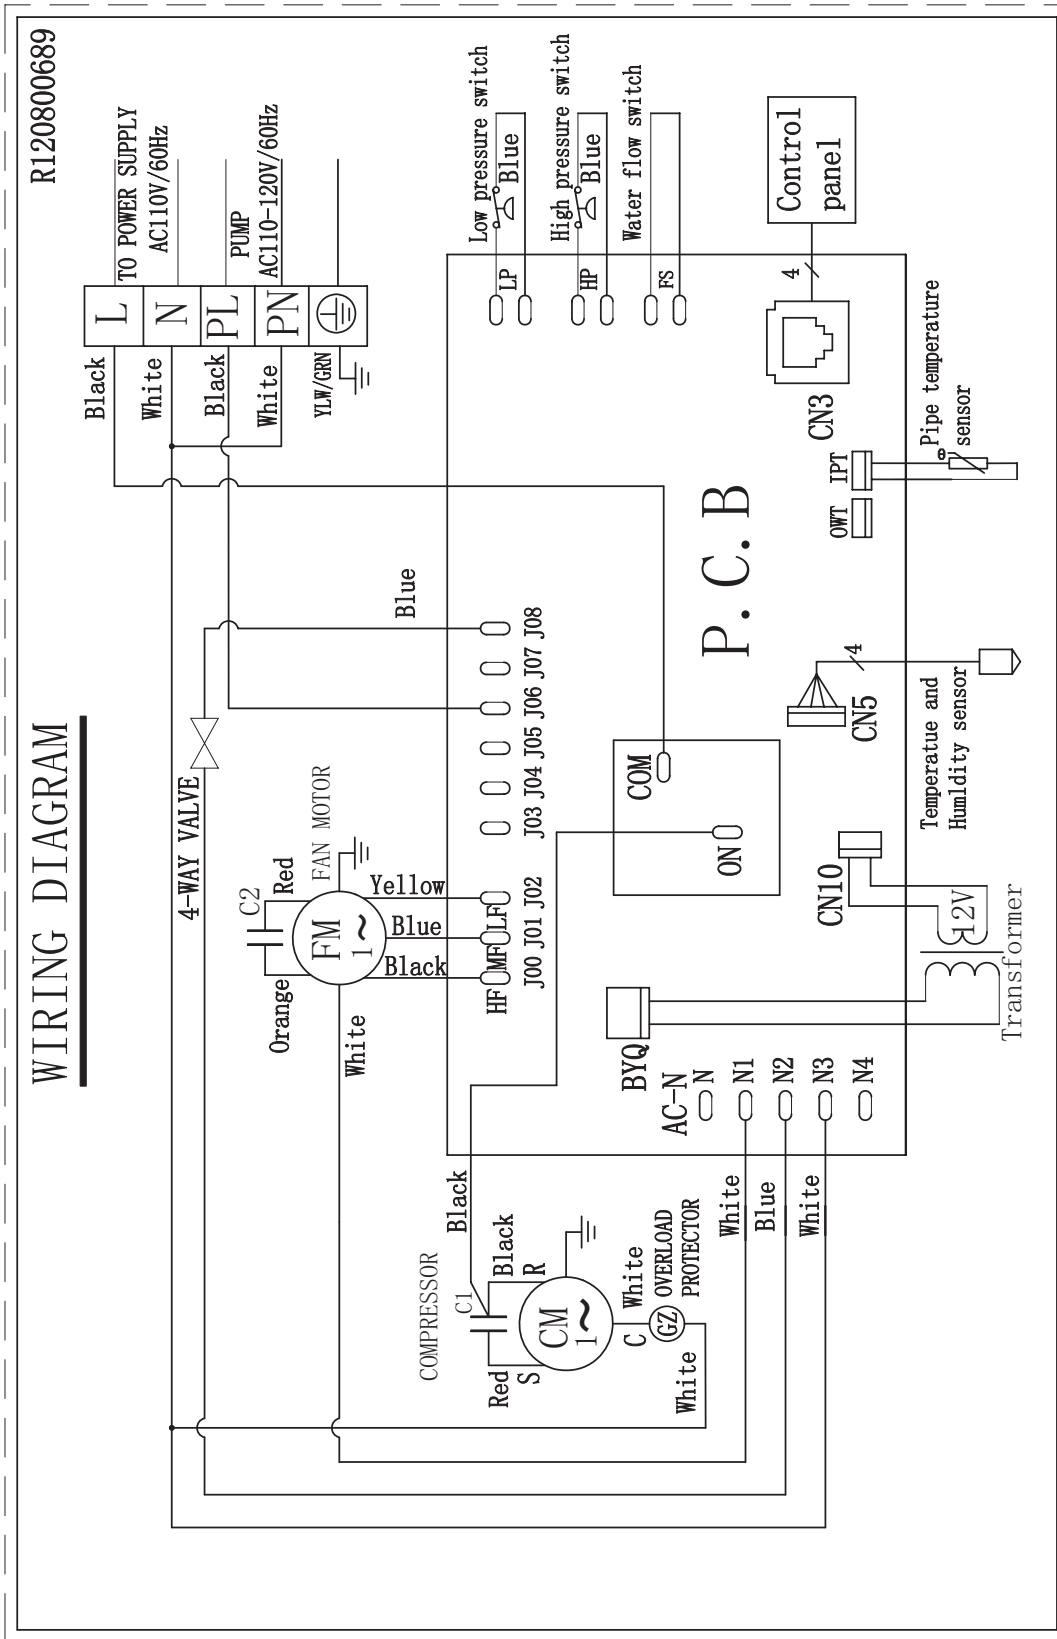 WIRING DIAGRAM
R120800689
4-WAY VALVE
TO POWER SUPPLY
AC110V/60Hz
PUMP
AC110-120V/60Hz
L
N
PL
PN
Black
White
Black
White
YLW/GRN
COMPRESSOR
C1
Black
Red
Black
S
R
CM
1~
C
White
GZ
OVERLOAD
PROTECTOR
White
Orange
C2
Red
FM
1~
FAN MOTOR
White
Black
Blue
Yellow
Blue
HF
MF
LF
J00
J01
J02
J03
J04
J05
J06
J07
J08
Low pressure switch
Blue
LP
High pressure switch
Blue
HP
Water flow switch
FS
Control
panel
4
CN3
P.C.B
COM
ON
AC-N
N
N1
N2
N3
N4
White
Blue
White
BYQ
CN10
12V
Transformer
CN5
4
Temperatue and
Humldity sensor
OWT
IPT
θ
Pipe temperature
sensor